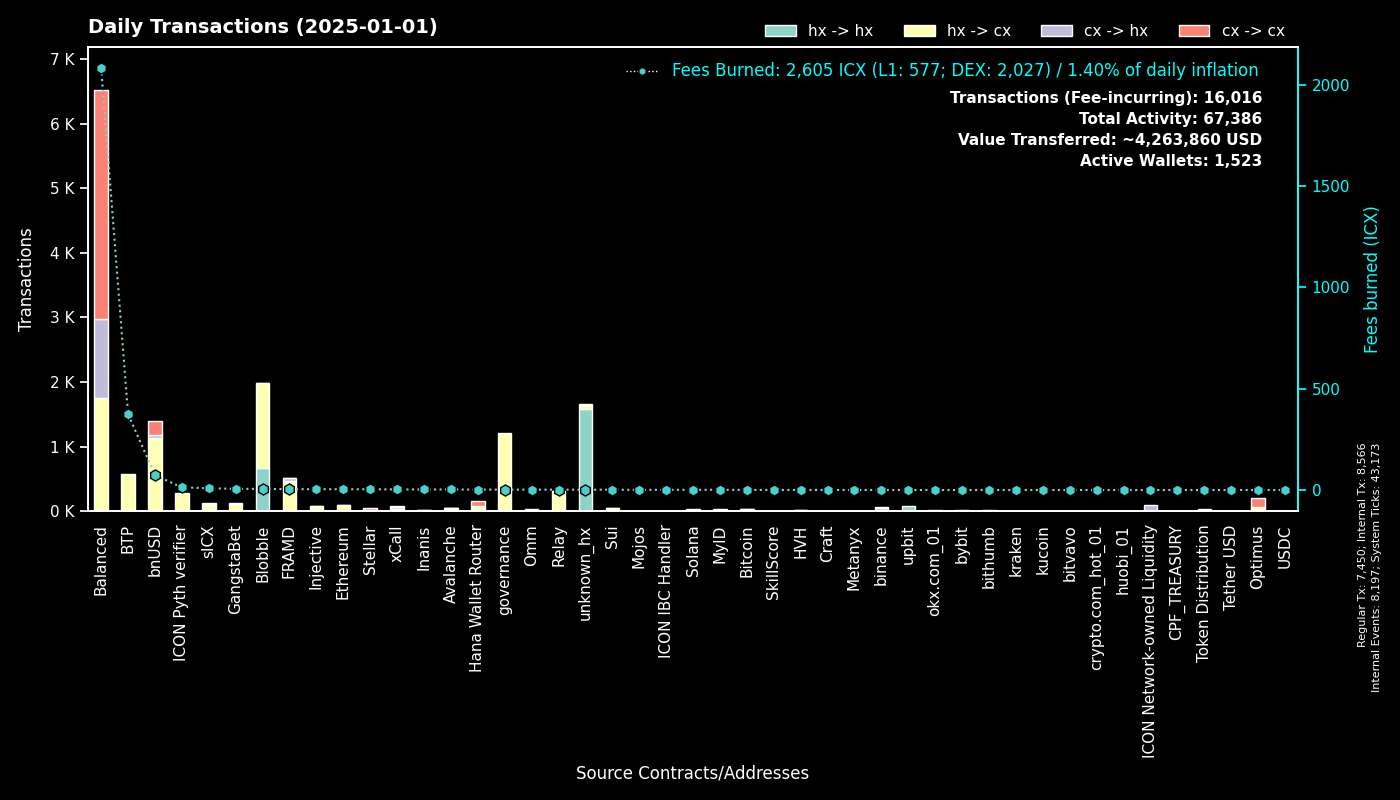 Daily Transactions (2025-01-01)
hx -> hx
hx -> cx
cx -> hx
cx -> cx
Fees Burned: 2,605 ICX (L1: 577; DEX: 2,027) / 1.40% of daily inflation
Transactions (Fee-incurring): 16,016
Total Activity: 67,386
Value Transferred: ~4,263,860 USD
Active Wallets: 1,523
Transactions
7 K
6 K
5 K
4 K
3 K
2 K
1 K
0 K
2000
1500
1000
500
0
Fees burned (ICX)
Balanced
BTP
bnUSD
ICON Pyth verifier
sICX
GangstaBet
Blobble
FRAMD
Injective
Ethereum
Stellar
xCall
Inanis
Avalanche
Hana Wallet Router
governance
Omm
Relay
unknown_hx
Sui
Mojos
ICON IBC Handler
Solana
MyID
Bitcoin
SkillScore
HVH
Craft
Metanyx
binance
upbit
okx.com_01
bybit
bithumb
kraken
kucoin
bitvavo
crypto.com_hot_01
huobi_01
ICON Network-owned Liquidity
CPF_TREASURY
Token Distribution
Tether USD
Optimus
USDC
Source Contracts/Addresses
Regular Tx: 7,450; Internal Tx: 8,566
Internal Events: 8,197; System Ticks: 43,173